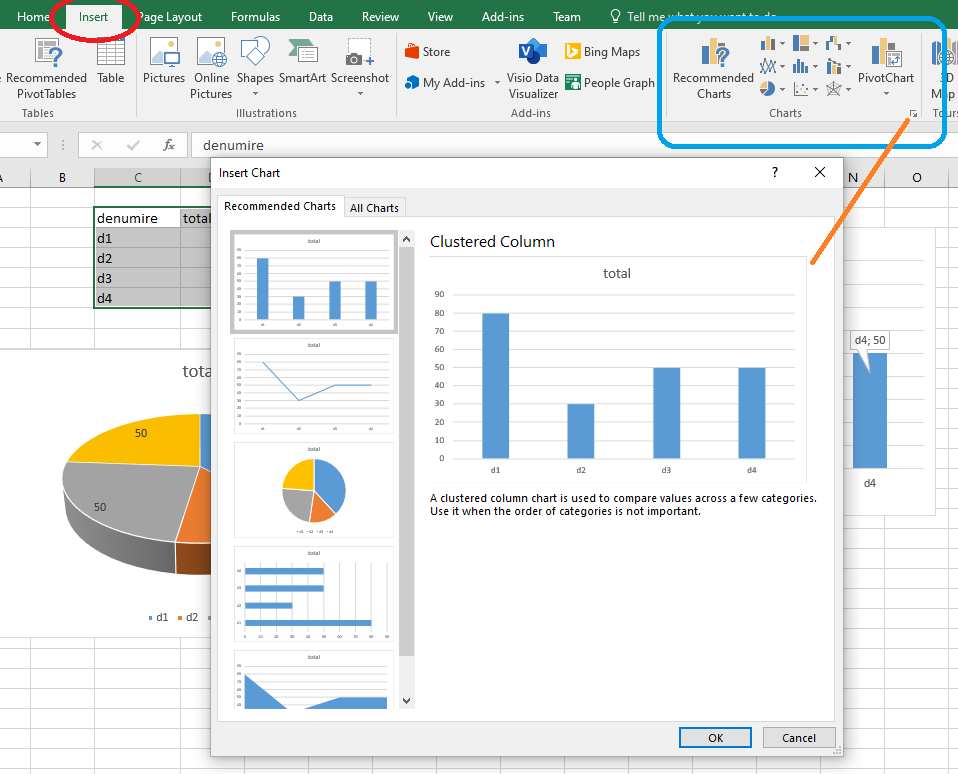 Home Insert Page Layout Formulas Data Review View Add-ins Team Tell me what you want to do
Recommended PivotTables
Table
Tables
Pictures
Online Pictures
Shapes
SmartArt
Screenshot
Illustrations
Store
My Add-ins
Visio Data Visualizer
Bing Maps
People Graph
Add-ins
Recommended Charts
PivotChart
Charts
3D Map
Tours
fx denumire
A B C N O
denumire total
d1
d2
d3
d4
Insert Chart
?
Recommended Charts All Charts
total
total
total
total
total
Clustered Column
total
90
80
70
60
50
40
30
20
10
0
d1 d2 d3 d4
A clustered column chart is used to compare values across a few categories.
Use it when the order of categories is not important.
OK Cancel
tota
50
50
d1 d2
d4; 50
d4